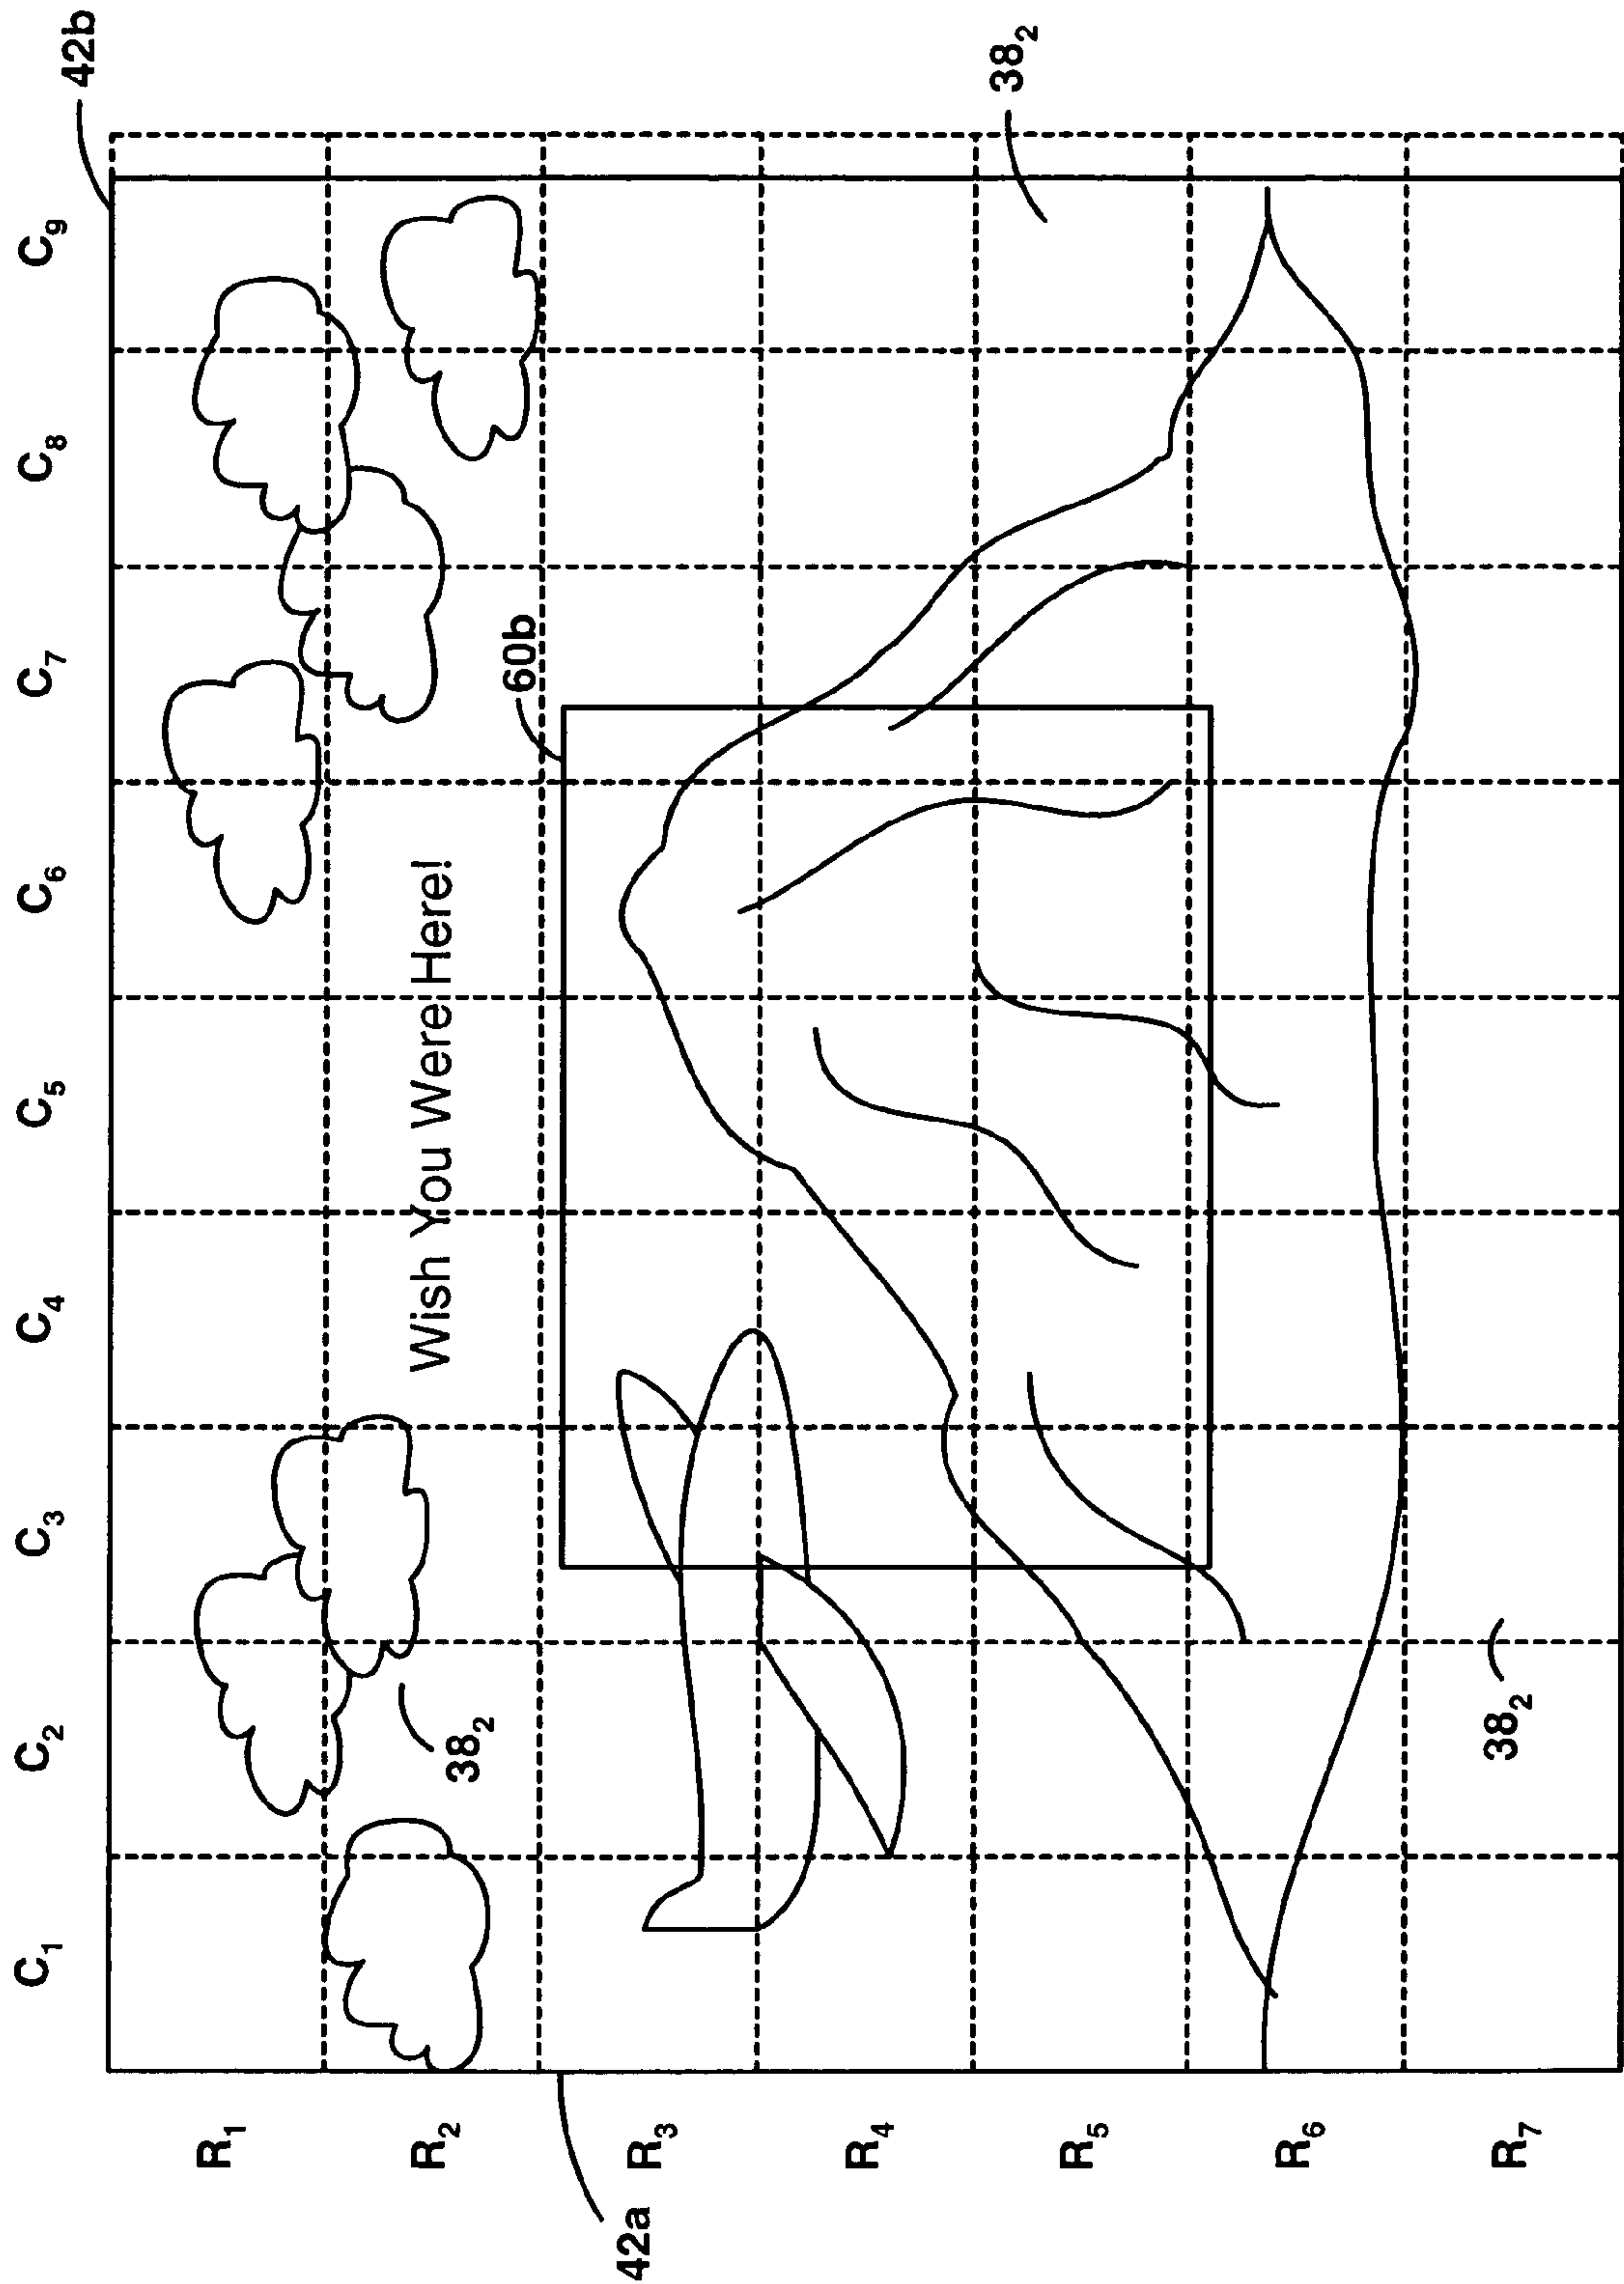 C1 C2 C3 C4 C5 C6 C7 C8 C9
42b
R1
R2
Wish You Were Here!
38₂
60b
42a
R3
R4
R5
38₂
R6
R7
38₂